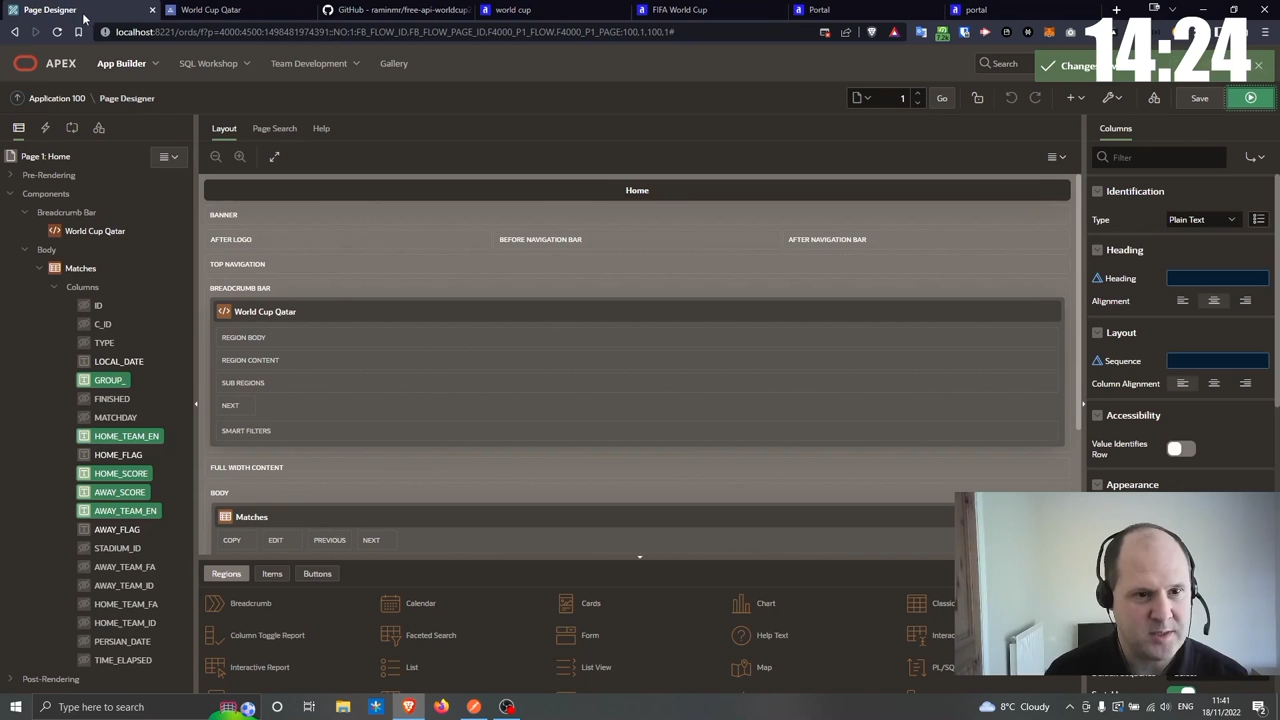 Page Designer
World Cup Qatar
GitHub - raminmr/free-api-worldcup2
world cup
FIFA World Cup
Portal
portal
localhost:8221/ords/f?p=4000:4500:1498481974391::NO:1:FB_FLOW_ID,FB_FLOW_PAGE_ID,F4000_P1_FLOW,F4000_P1_PAGE:100,1,100,1#
14:24
APEX
App Builder
SQL Workshop
Team Development
Gallery
Search
Changes
Application 100
Page Designer
1
Go
Save
Layout
Page Search
Help
Columns
Page 1: Home
Filter
Pre-Rendering
Components
Breadcrumb Bar
World Cup Qatar
Body
Matches
Columns
ID
C_ID
TYPE
LOCAL_DATE
GROUP_
FINISHED
MATCHDAY
HOME_TEAM_EN
HOME_FLAG
HOME_SCORE
AWAY_SCORE
AWAY_TEAM_EN
AWAY_FLAG
STADIUM_ID
AWAY_TEAM_FA
AWAY_TEAM_ID
HOME_TEAM_FA
HOME_TEAM_ID
PERSIAN_DATE
TIME_ELAPSED
Post-Rendering
Home
BANNER
AFTER LOGO
BEFORE NAVIGATION BAR
AFTER NAVIGATION BAR
TOP NAVIGATION
BREADCRUMB BAR
World Cup Qatar
REGION BODY
REGION CONTENT
SUB REGIONS
NEXT
SMART FILTERS
FULL WIDTH CONTENT
BODY
Matches
COPY
EDIT
PREVIOUS
NEXT
Regions
Items
Buttons
Breadcrumb
Calendar
Cards
Chart
Classic
Column Toggle Report
Faceted Search
Form
Help Text
Interactive Report
List
List View
Map
PL/SQ
Identification
Type
Plain Text
Heading
Heading
Alignment
Layout
Sequence
Column Alignment
Accessibility
Value Identifies
Row
Appearance
Type here to search
8°C Cloudy
11:41
18/11/2022